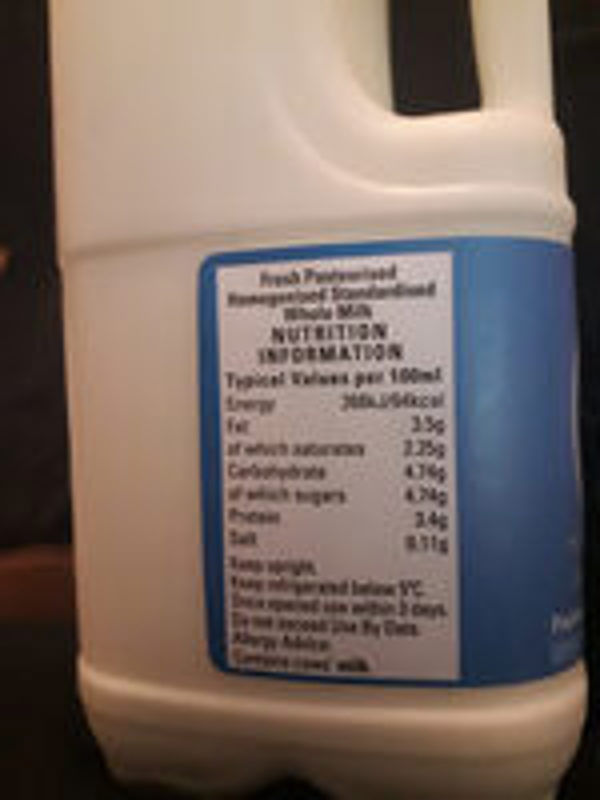 Fresh Pasteurised
Homogenised Standardised
Whole Milk
NUTRITION
INFORMATION
Typical Values per 100ml
Energy 268kJ/64kcal
Fat 3.5g
of which saturates 2.25g
Carbohydrate 4.74g
of which sugars 4.74g
Protein 3.4g
Salt 0.11g
Keep upright.
Keep refrigerated below 5°C.
Once opened use within 3 days.
Do not exceed Use By Date.
Allergy Advice:
Contains cows' milk